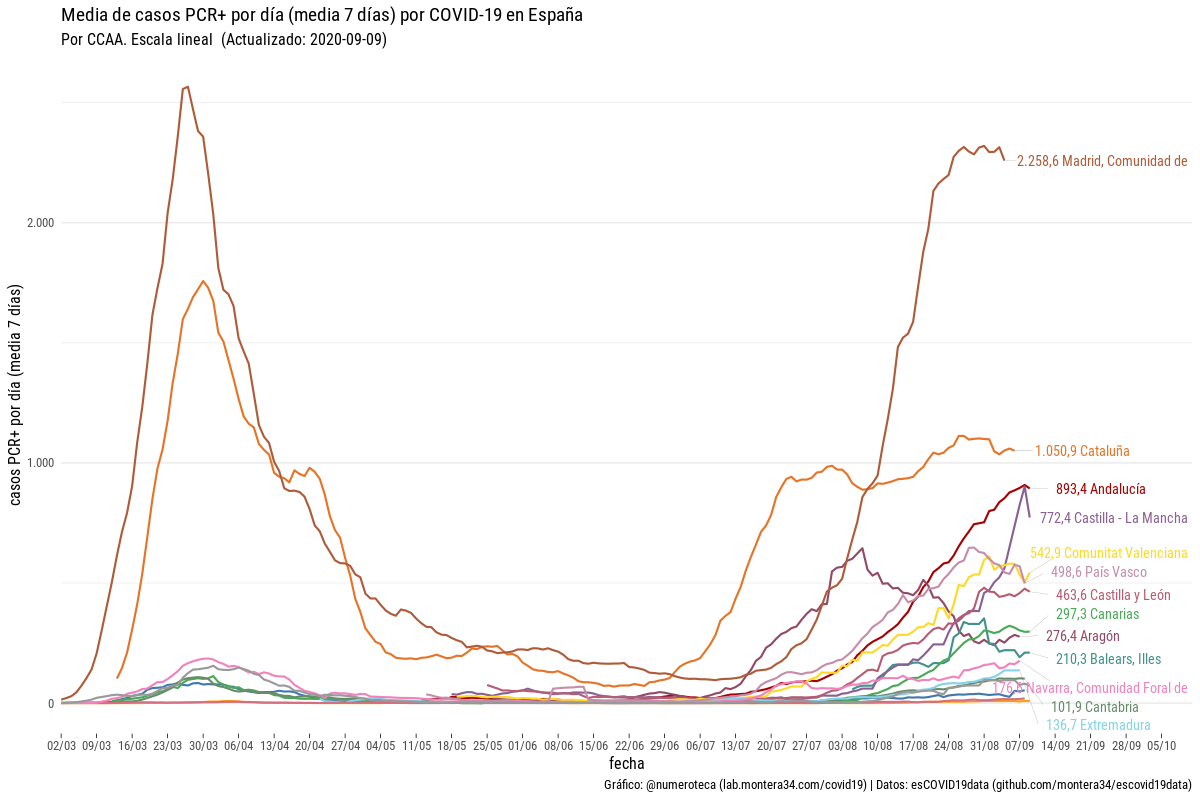 Media de casos PCR+ por día (media 7 días) por COVID-19 en España
Por CCAA. Escala lineal  (Actualizado: 2020-09-09)
casos PCR+ por día (media 7 días)
2.000
1.000
0
2.258,6 Madrid, Comunidad de
1.050,9 Cataluña
893,4 Andalucía
772,4 Castilla - La Mancha
542,9 Comunitat Valenciana
498,6 País Vasco
463,6 Castilla y León
297,3 Canarias
276,4 Aragón
210,3 Balears, Illes
Navarra, Comunidad Foral de
101,9 Cantabria
136,7 Extremadura
02/03 09/03 16/03 23/03 30/03 06/04 13/04 20/04 27/04 04/05 11/05 18/05 25/05 01/06 08/06 15/06 22/06 29/06 06/07 13/07 20/07 27/07 03/08 10/08 17/08 24/08 31/08 07/09 14/09 21/09 28/09 05/10
fecha
Gráfico: @numeroteca (lab.montera34.com/covid19) | Datos: esCOVID19data (github.com/montera34/escovid19data)